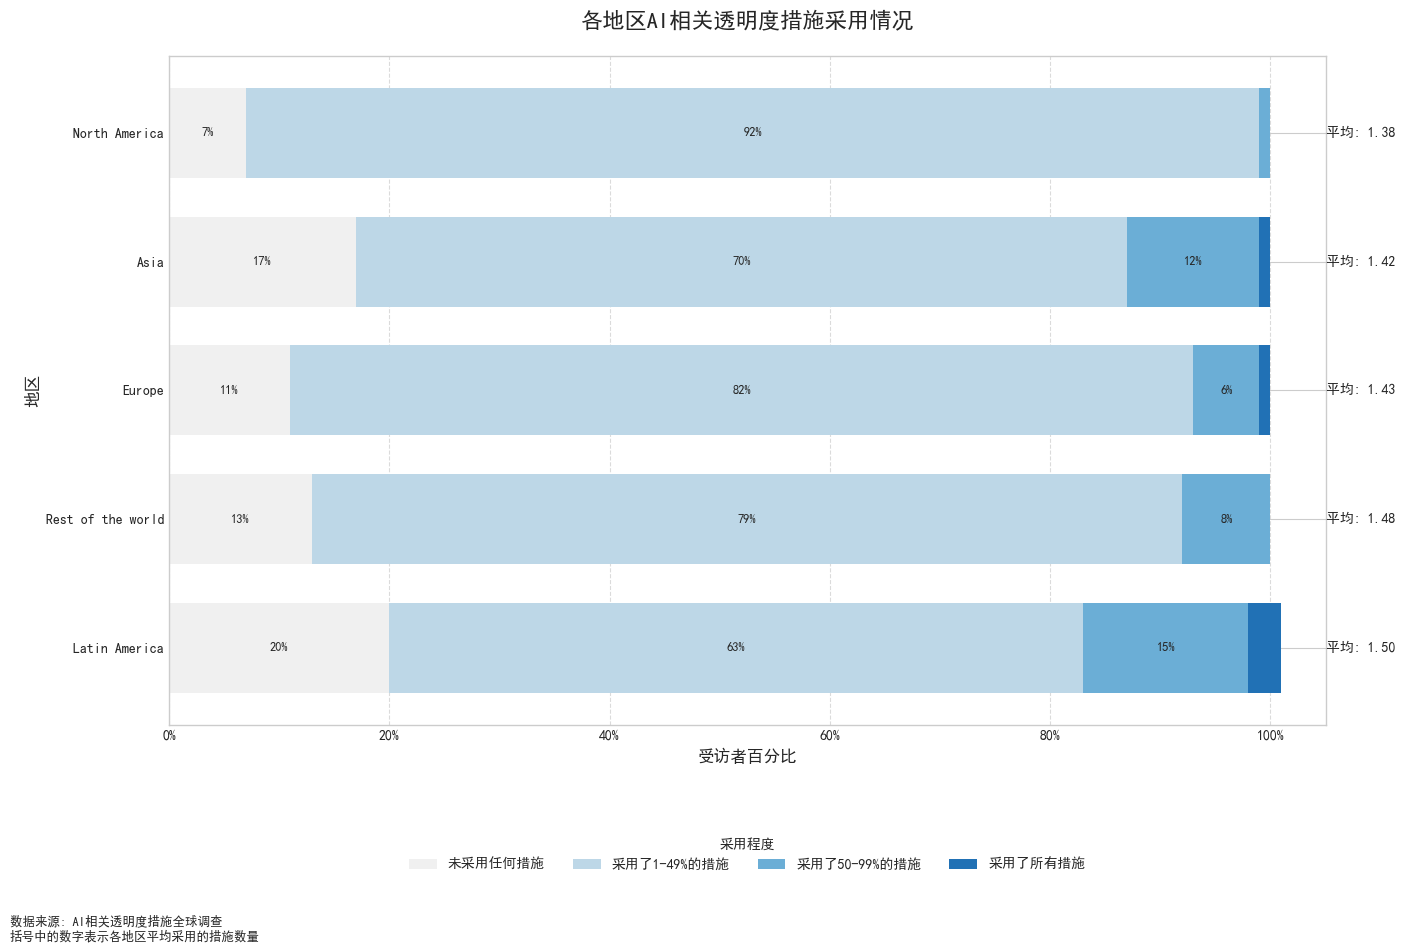 各地区AI相关透明度措施采用情况
North America
7%
92%
平均: 1.38
Asia
17%
70%
12%
平均: 1.42
Europe
11%
82%
6%
平均: 1.43
Rest of the world
13%
79%
8%
平均: 1.48
Latin America
20%
63%
15%
平均: 1.50
地区
0%
20%
40%
60%
80%
100%
受访者百分比
采用程度
未采用任何措施
采用了1-49%的措施
采用了50-99%的措施
采用了所有措施
数据来源: AI相关透明度措施全球调查
括号中的数字表示各地区平均采用的措施数量